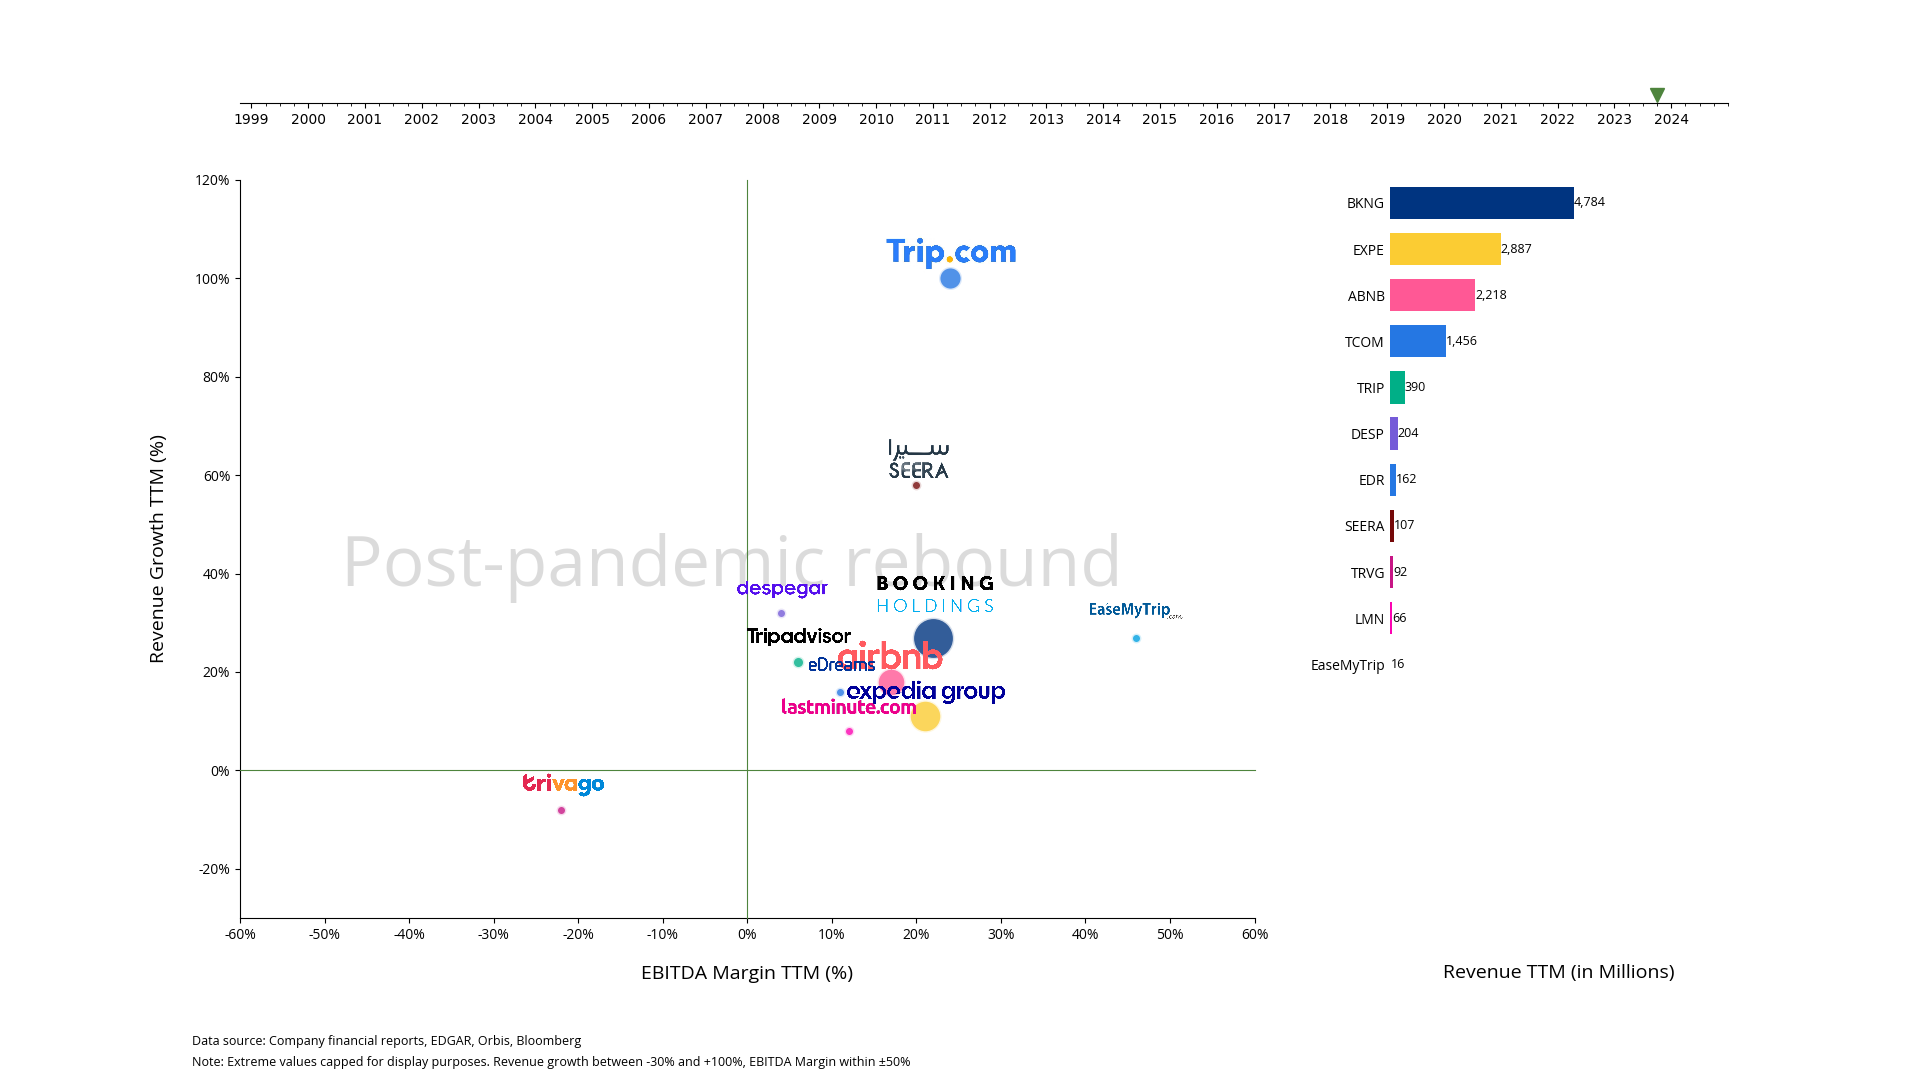 1999 2000 2001 2002 2003 2004 2005 2006 2007 2008 2009 2010 2011 2012 2013 2014 2015 2016 2017 2018 2019 2020 2021 2022 2023 2024
Revenue Growth TTM (%)
120%
100%
80%
60%
40%
20%
0%
-20%
Trip.com
سيرا
SEERA
Post-pandemic rebound
despegar
BOOKING
HOLDINGS
EaseMyTrip.com
Tripadvisor
airbnb
eDreams
expedia group
lastminute.com
trivago
-60% -50% -40% -30% -20% -10% 0% 10% 20% 30% 40% 50% 60%
EBITDA Margin TTM (%)
BKNG 4,784
EXPE 2,887
ABNB 2,218
TCOM 1,456
TRIP 390
DESP 204
EDR 162
SEERA 107
TRVG 92
LMN 66
EaseMyTrip 16
Revenue TTM (in Millions)
Data source: Company financial reports, EDGAR, Orbis, Bloomberg
Note: Extreme values capped for display purposes. Revenue growth between -30% and +100%, EBITDA Margin within ±50%